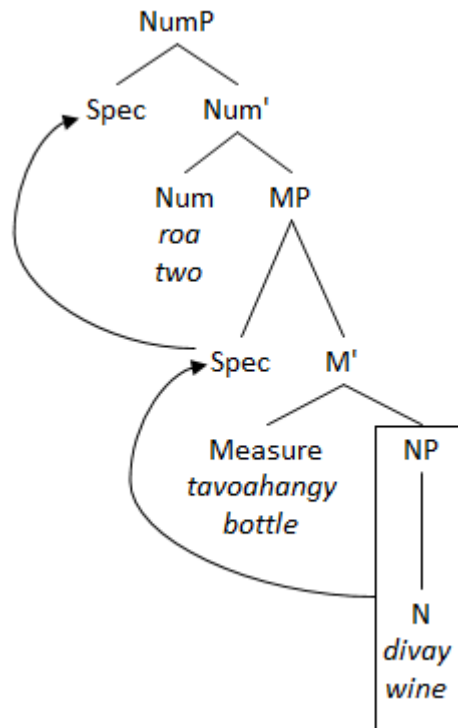 NumP
Spec Num'
Num MP
roa
two
Spec M'
Measure NP
tavoahangy
bottle
N
divay
wine